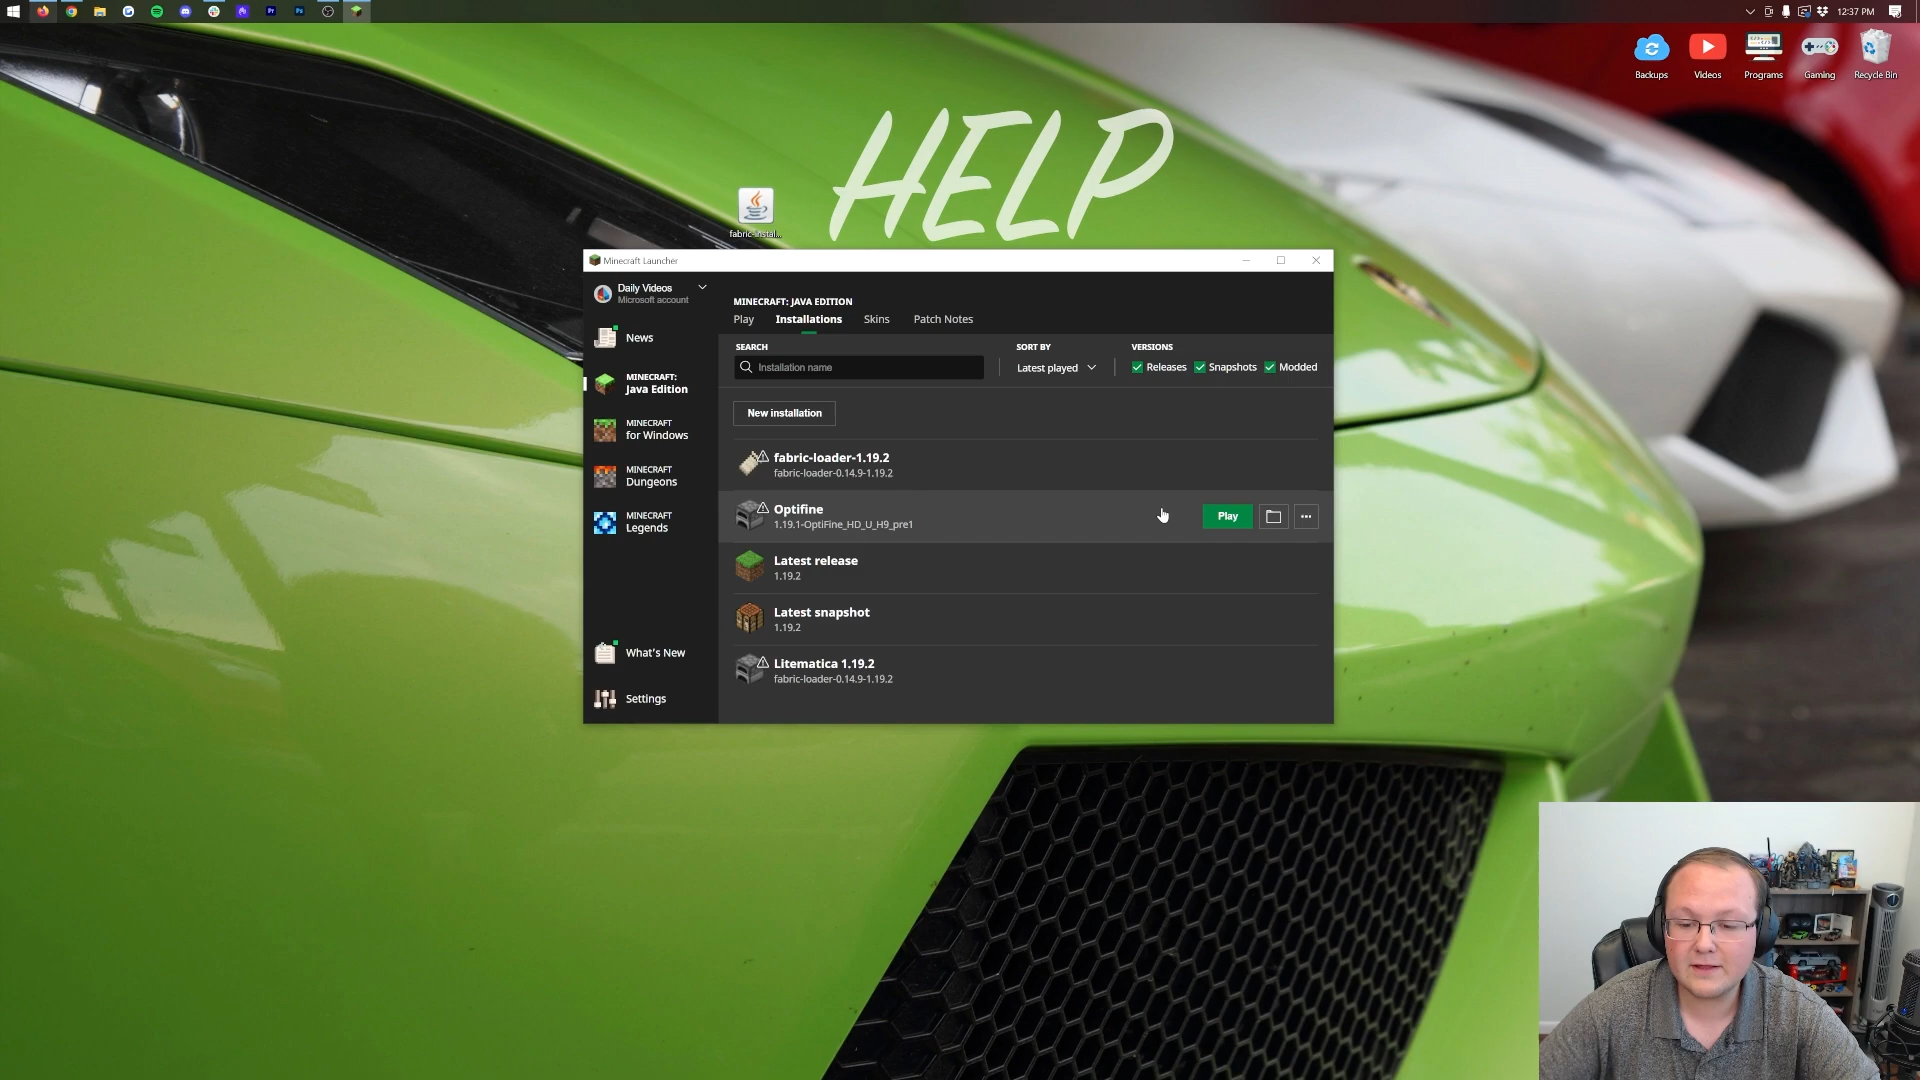 12:37 PM
Backups
Videos
Programs
Gaming
Recycle Bin
HELP
fabric-instal...
Minecraft Launcher
Daily Videos
Microsoft account
News
MINECRAFT:
Java Edition
MINECRAFT
for Windows
MINECRAFT
Dungeons
MINECRAFT
Legends
What's New
Settings
MINECRAFT: JAVA EDITION
Play Installations Skins Patch Notes
SEARCH SORT BY VERSIONS
Installation name Latest played Releases Snapshots Modded
New installation
fabric-loader-1.19.2
fabric-loader-0.14.9-1.19.2
Optifine
1.19.1-OptiFine_HD_U_H9_pre1
Play
Latest release
1.19.2
Latest snapshot
1.19.2
Litematica 1.19.2
fabric-loader-0.14.9-1.19.2